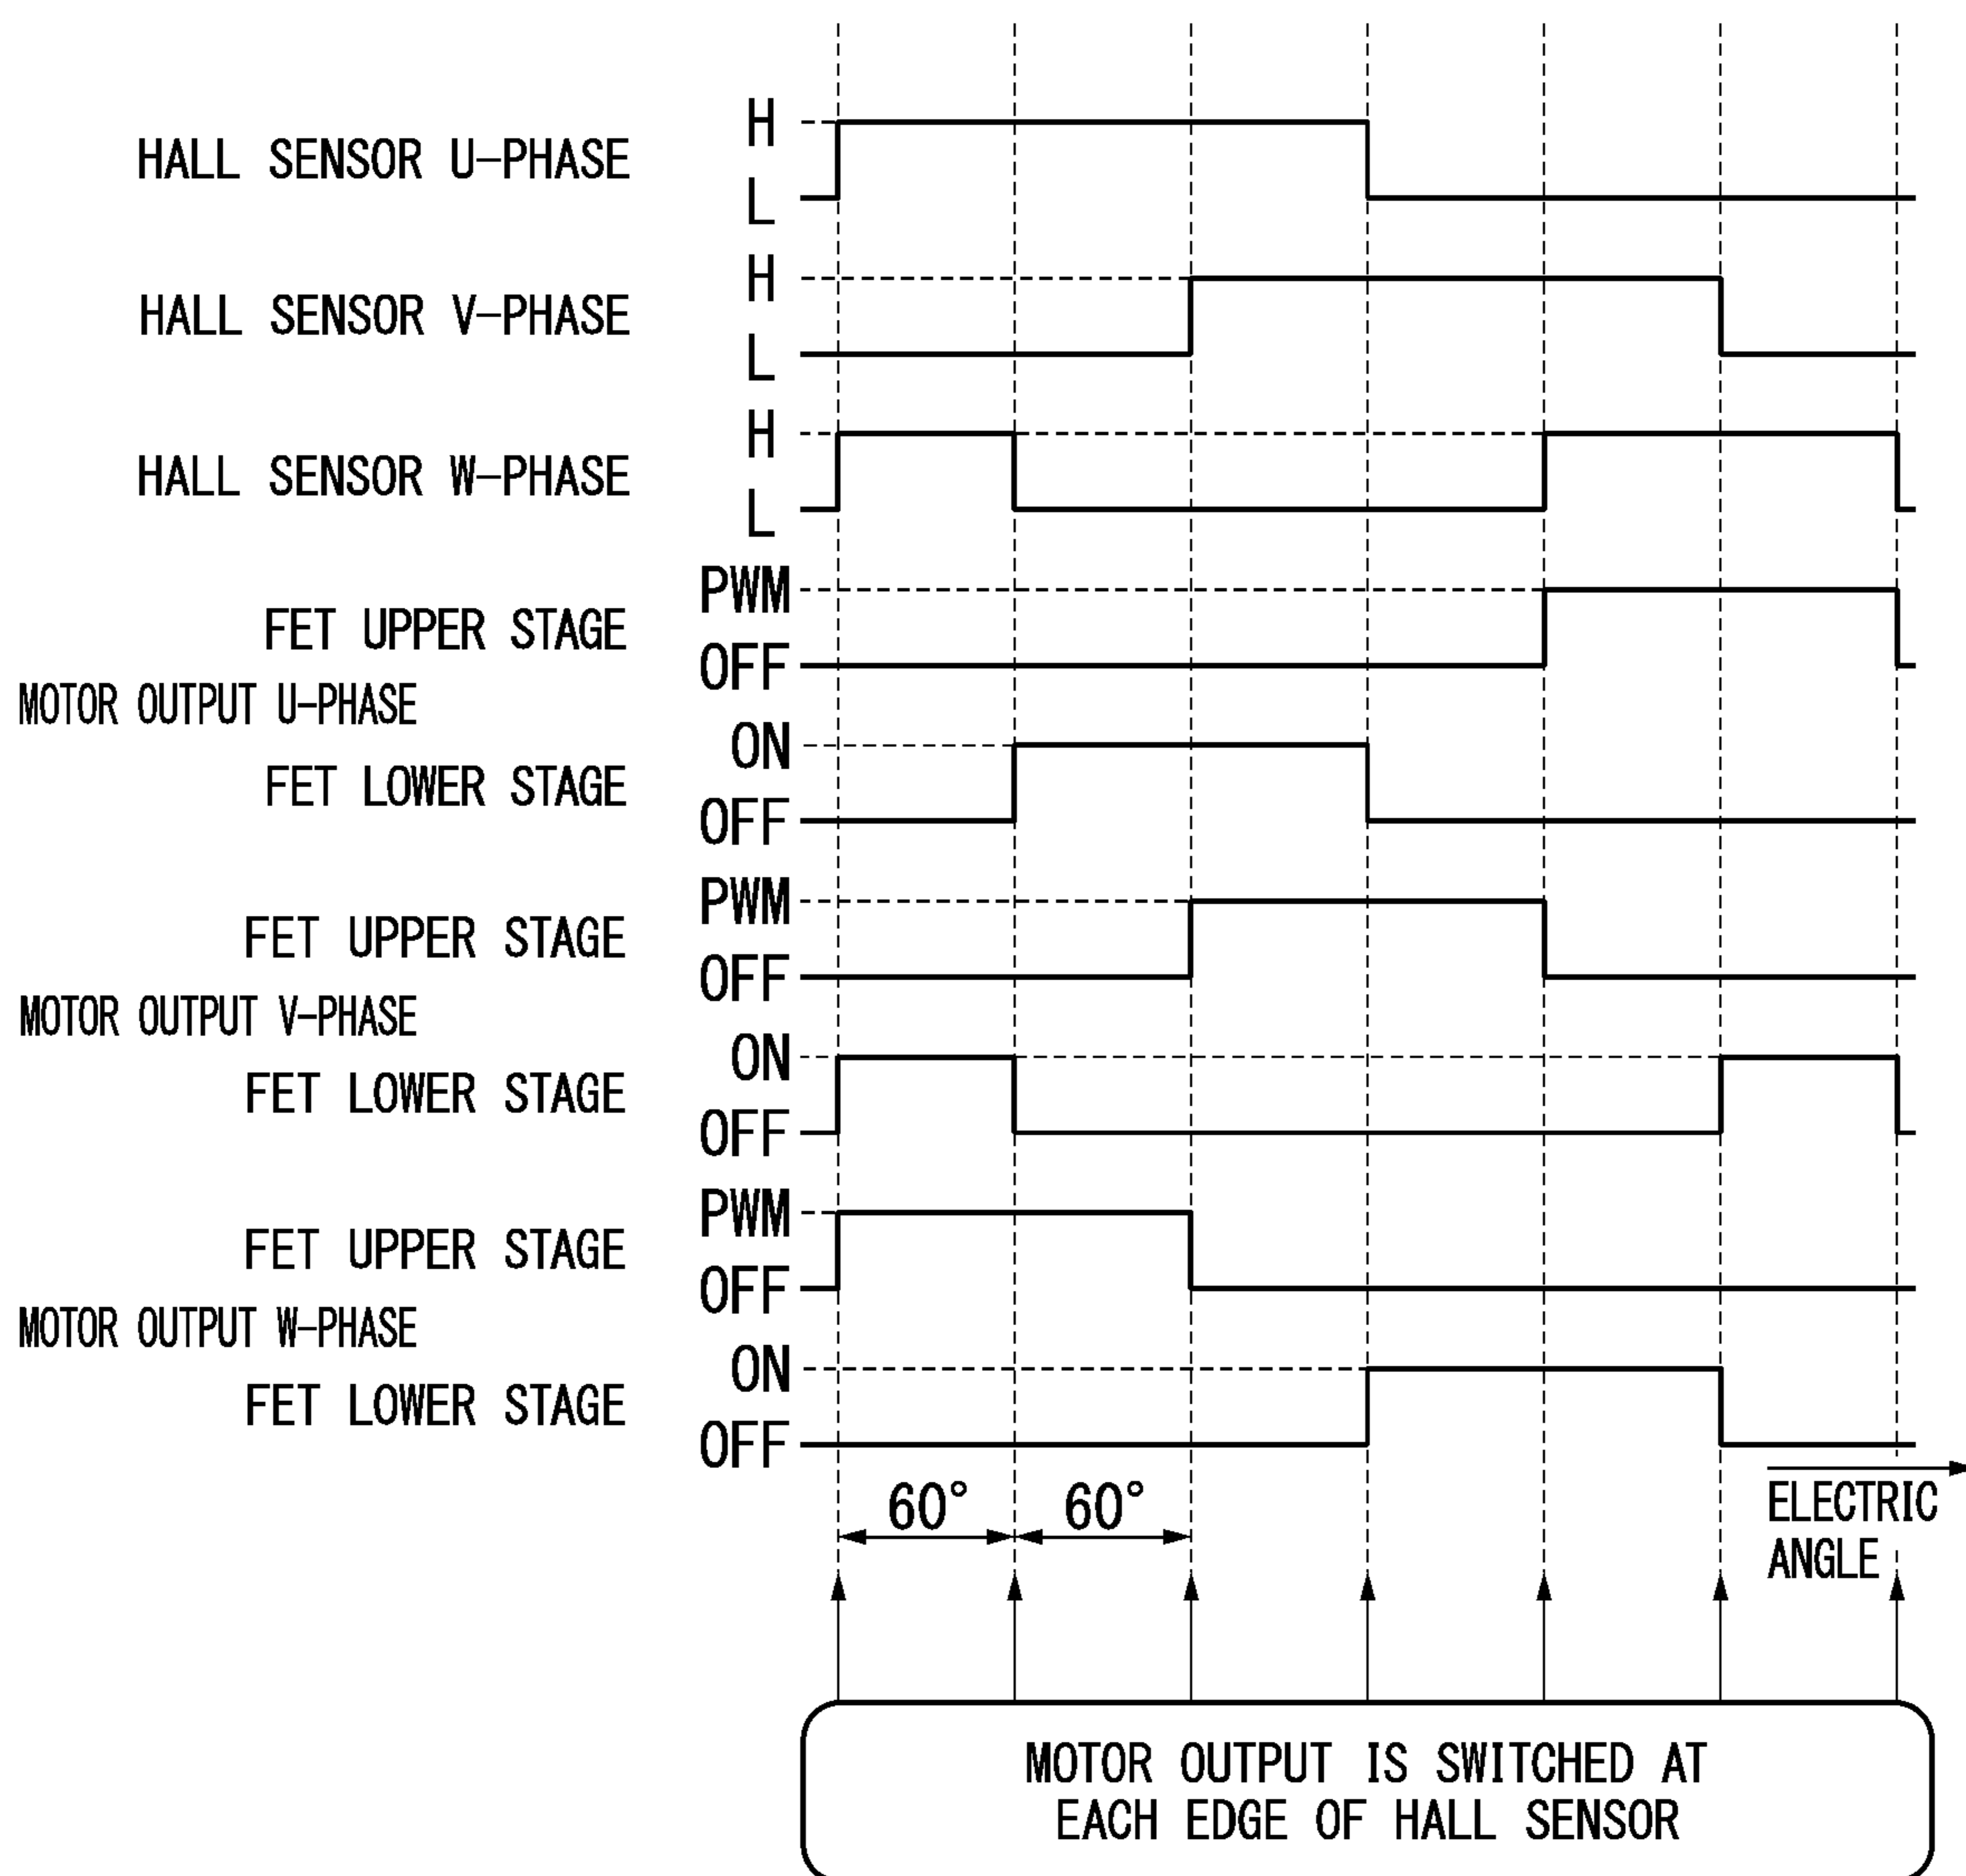 HALL SENSOR U-PHASE
H
L
HALL SENSOR V-PHASE
H
L
HALL SENSOR W-PHASE
H
L
MOTOR OUTPUT U-PHASE
FET UPPER STAGE
PWM
OFF
FET LOWER STAGE
ON
OFF
MOTOR OUTPUT V-PHASE
FET UPPER STAGE
PWM
OFF
FET LOWER STAGE
ON
OFF
MOTOR OUTPUT W-PHASE
FET UPPER STAGE
PWM
OFF
FET LOWER STAGE
ON
OFF
60°
60°
ELECTRIC
ANGLE
MOTOR OUTPUT IS SWITCHED AT
EACH EDGE OF HALL SENSOR